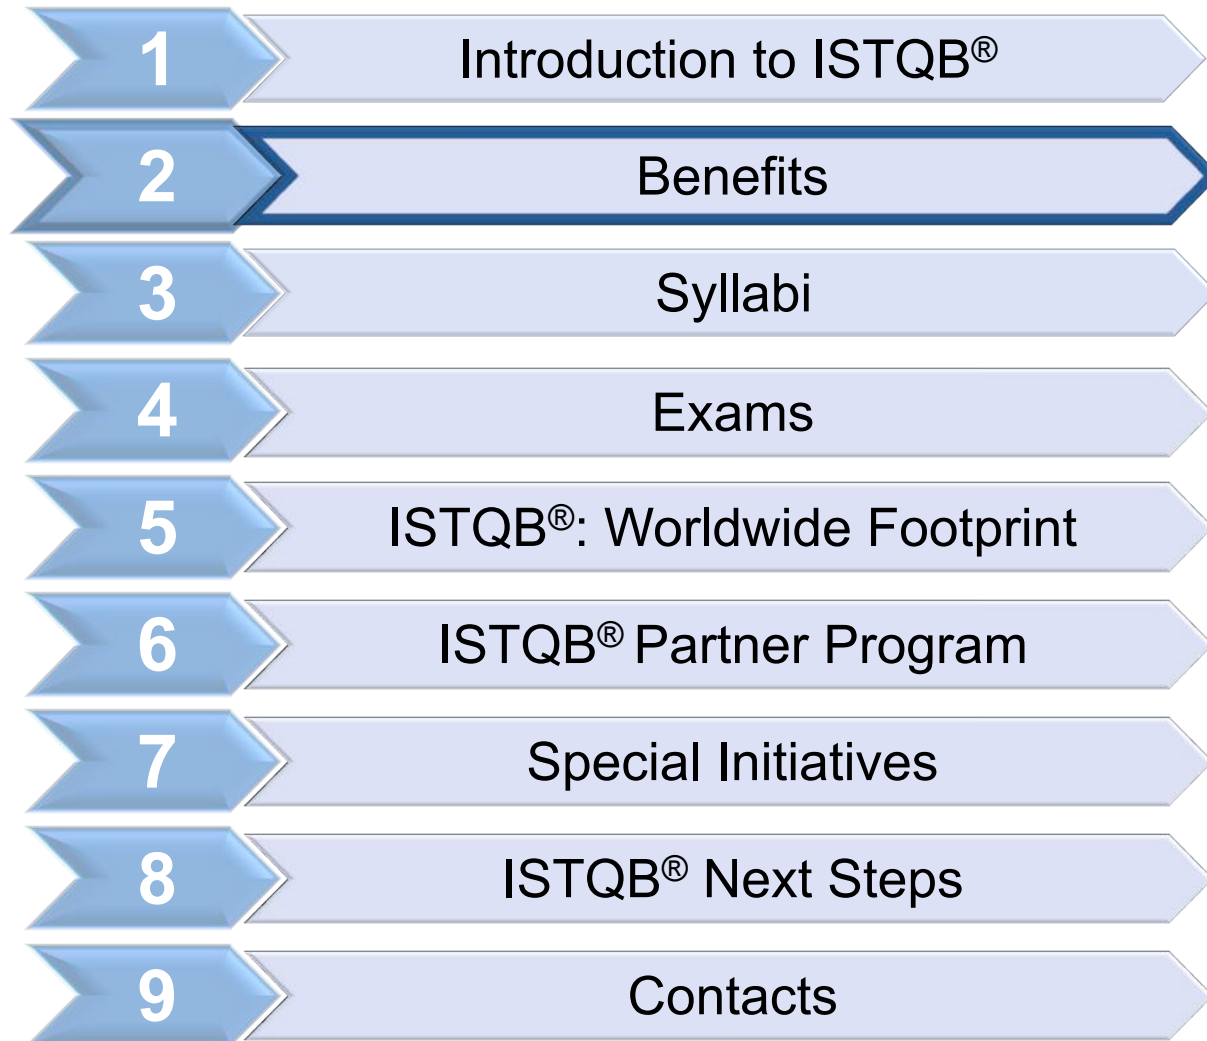 1 Introduction to ISTQB®
2 Benefits
3 Syllabi
4 Exams
5 ISTQB®: Worldwide Footprint
6 ISTQB® Partner Program
7 Special Initiatives
8 ISTQB® Next Steps
9 Contacts